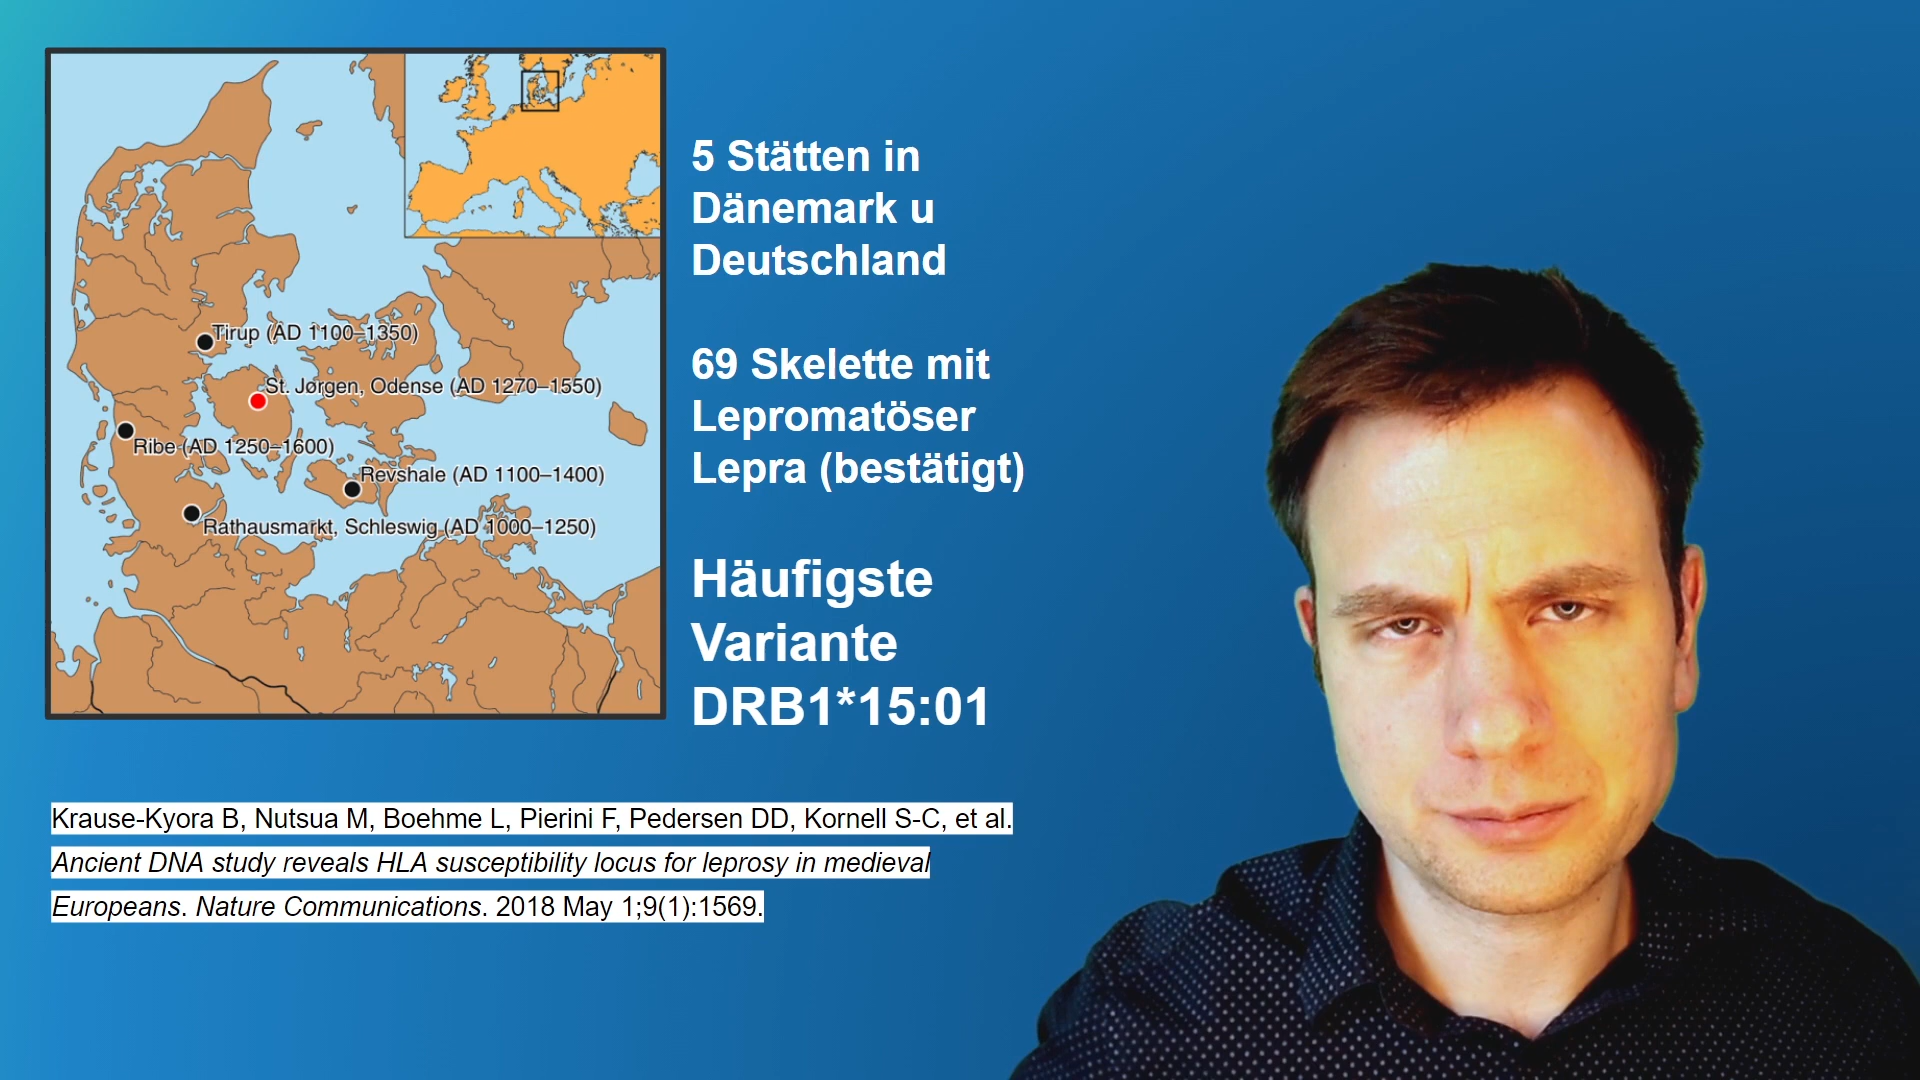 Tirup (AD 1100–1350)
St. Jørgen, Odense (AD 1270–1550)
Ribe (AD 1250–1600)
Revshale (AD 1100–1400)
Rathausmarkt, Schleswig (AD 1000–1250)
5 Stätten in
Dänemark u
Deutschland
69 Skelette mit
Lepromatöser
Lepra (bestätigt)
Häufigste
Variante
DRB1*15:01
Krause-Kyora B, Nutsua M, Boehme L, Pierini F, Pedersen DD, Kornell S-C, et al.
Ancient DNA study reveals HLA susceptibility locus for leprosy in medieval
Europeans. Nature Communications. 2018 May 1;9(1):1569.